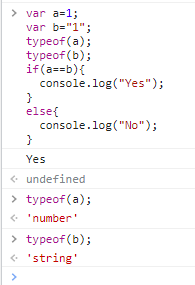 > var a=1;
var b="1";
typeof(a);
typeof(b);
if(a==b){
console.log("Yes");
}
else{
console.log("No");
}
Yes
< undefined
> typeof(a);
< 'number'
> typeof(b);
< 'string'
>